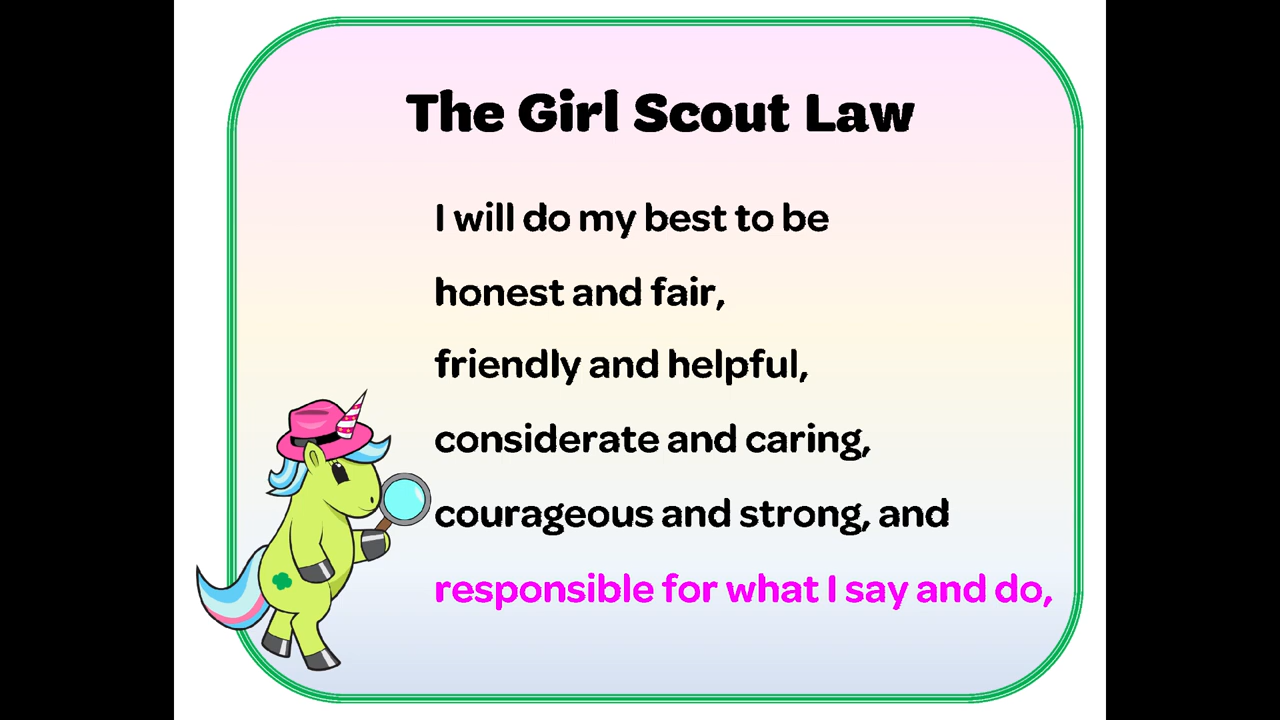 The Girl Scout Law
I will do my best to be
honest and fair,
friendly and helpful,
considerate and caring,
courageous and strong, and
responsible for what I say and do,